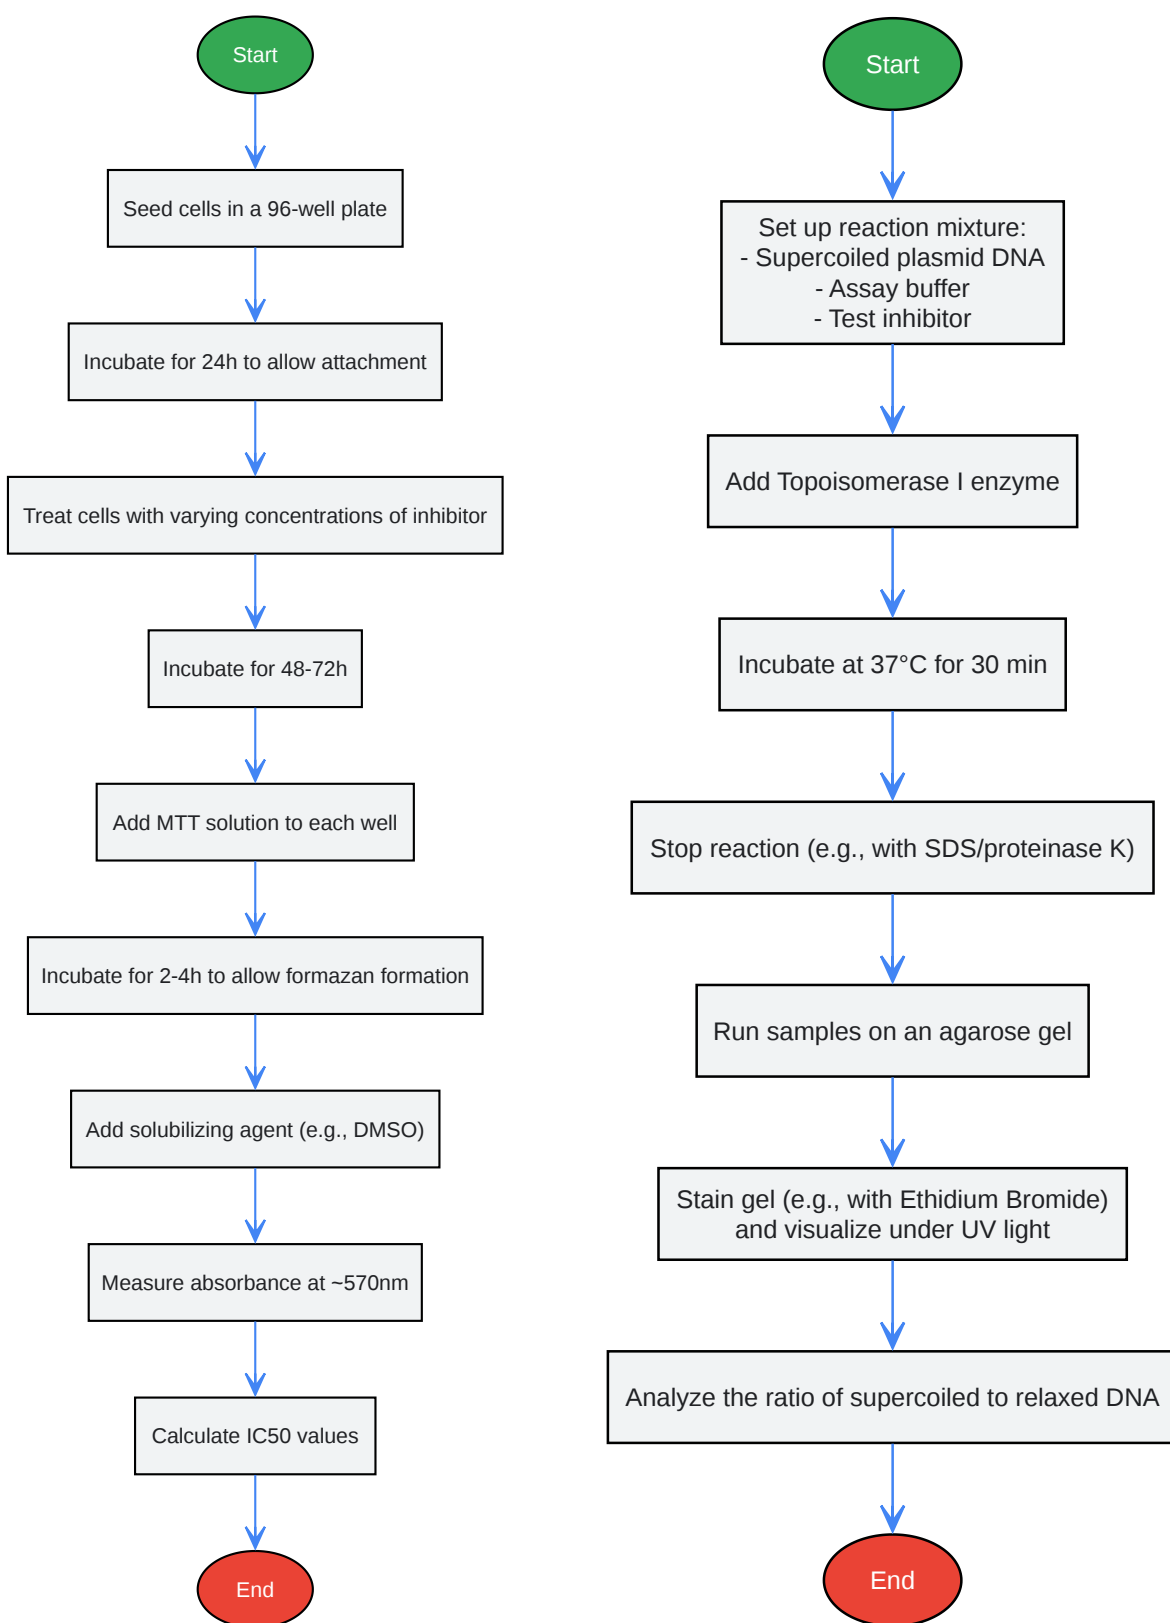 Start
Seed cells in a 96-well plate
Incubate for 24h to allow attachment
Treat cells with varying concentrations of inhibitor
Incubate for 48-72h
Add MTT solution to each well
Incubate for 2-4h to allow formazan formation
Add solubilizing agent (e.g., DMSO)
Measure absorbance at ~570nm
Calculate IC50 values
End
Start
Set up reaction mixture:
- Supercoiled plasmid DNA
- Assay buffer
- Test inhibitor
Add Topoisomerase I enzyme
Incubate at 37°C for 30 min
Stop reaction (e.g., with SDS/proteinase K)
Run samples on an agarose gel
Stain gel (e.g., with Ethidium Bromide)
and visualize under UV light
Analyze the ratio of supercoiled to relaxed DNA
End